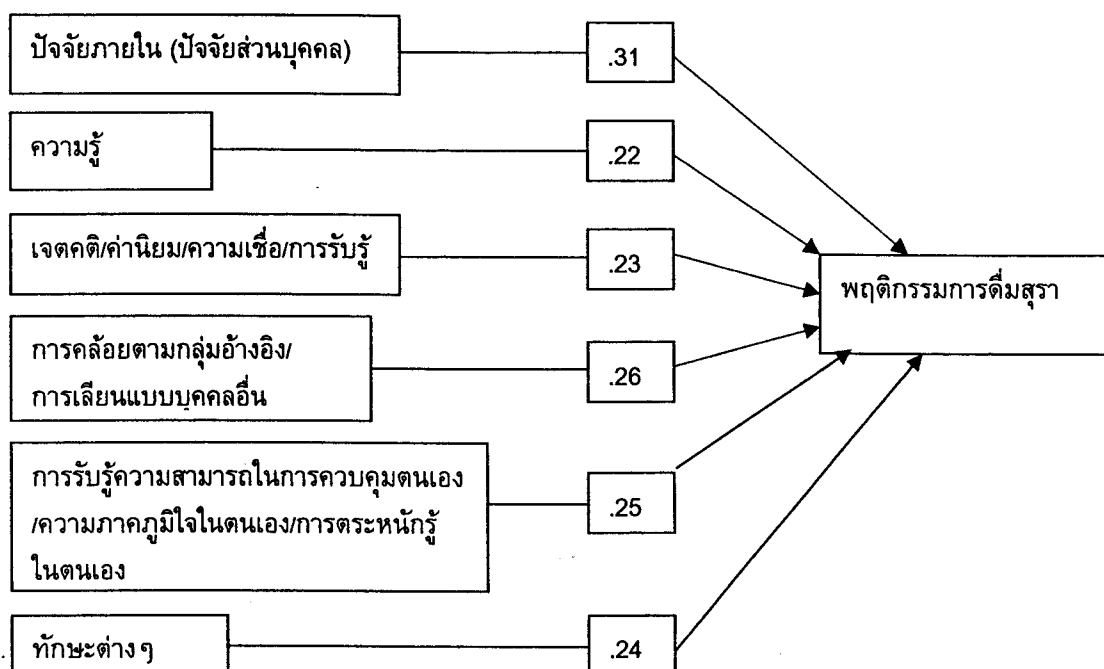 ปัจจัยภายใน (ปัจจัยส่วนบุคคล)
.31
ความรู้
.22
เจตคติ/ค่านิยม/ความเชื่อ/การรับรู้
.23
พฤติกรรมการดื่มสุรา
การคล้อยตามกลุ่มอ้างอิง/
การเลียนแบบบุคคลอื่น
.26
การรับรู้ความสามารถในการควบคุมตนเอง
/ความภาคภูมิใจในตนเอง/การตระหนักรู้
ในตนเอง
.25
ทักษะต่างๆ
.24